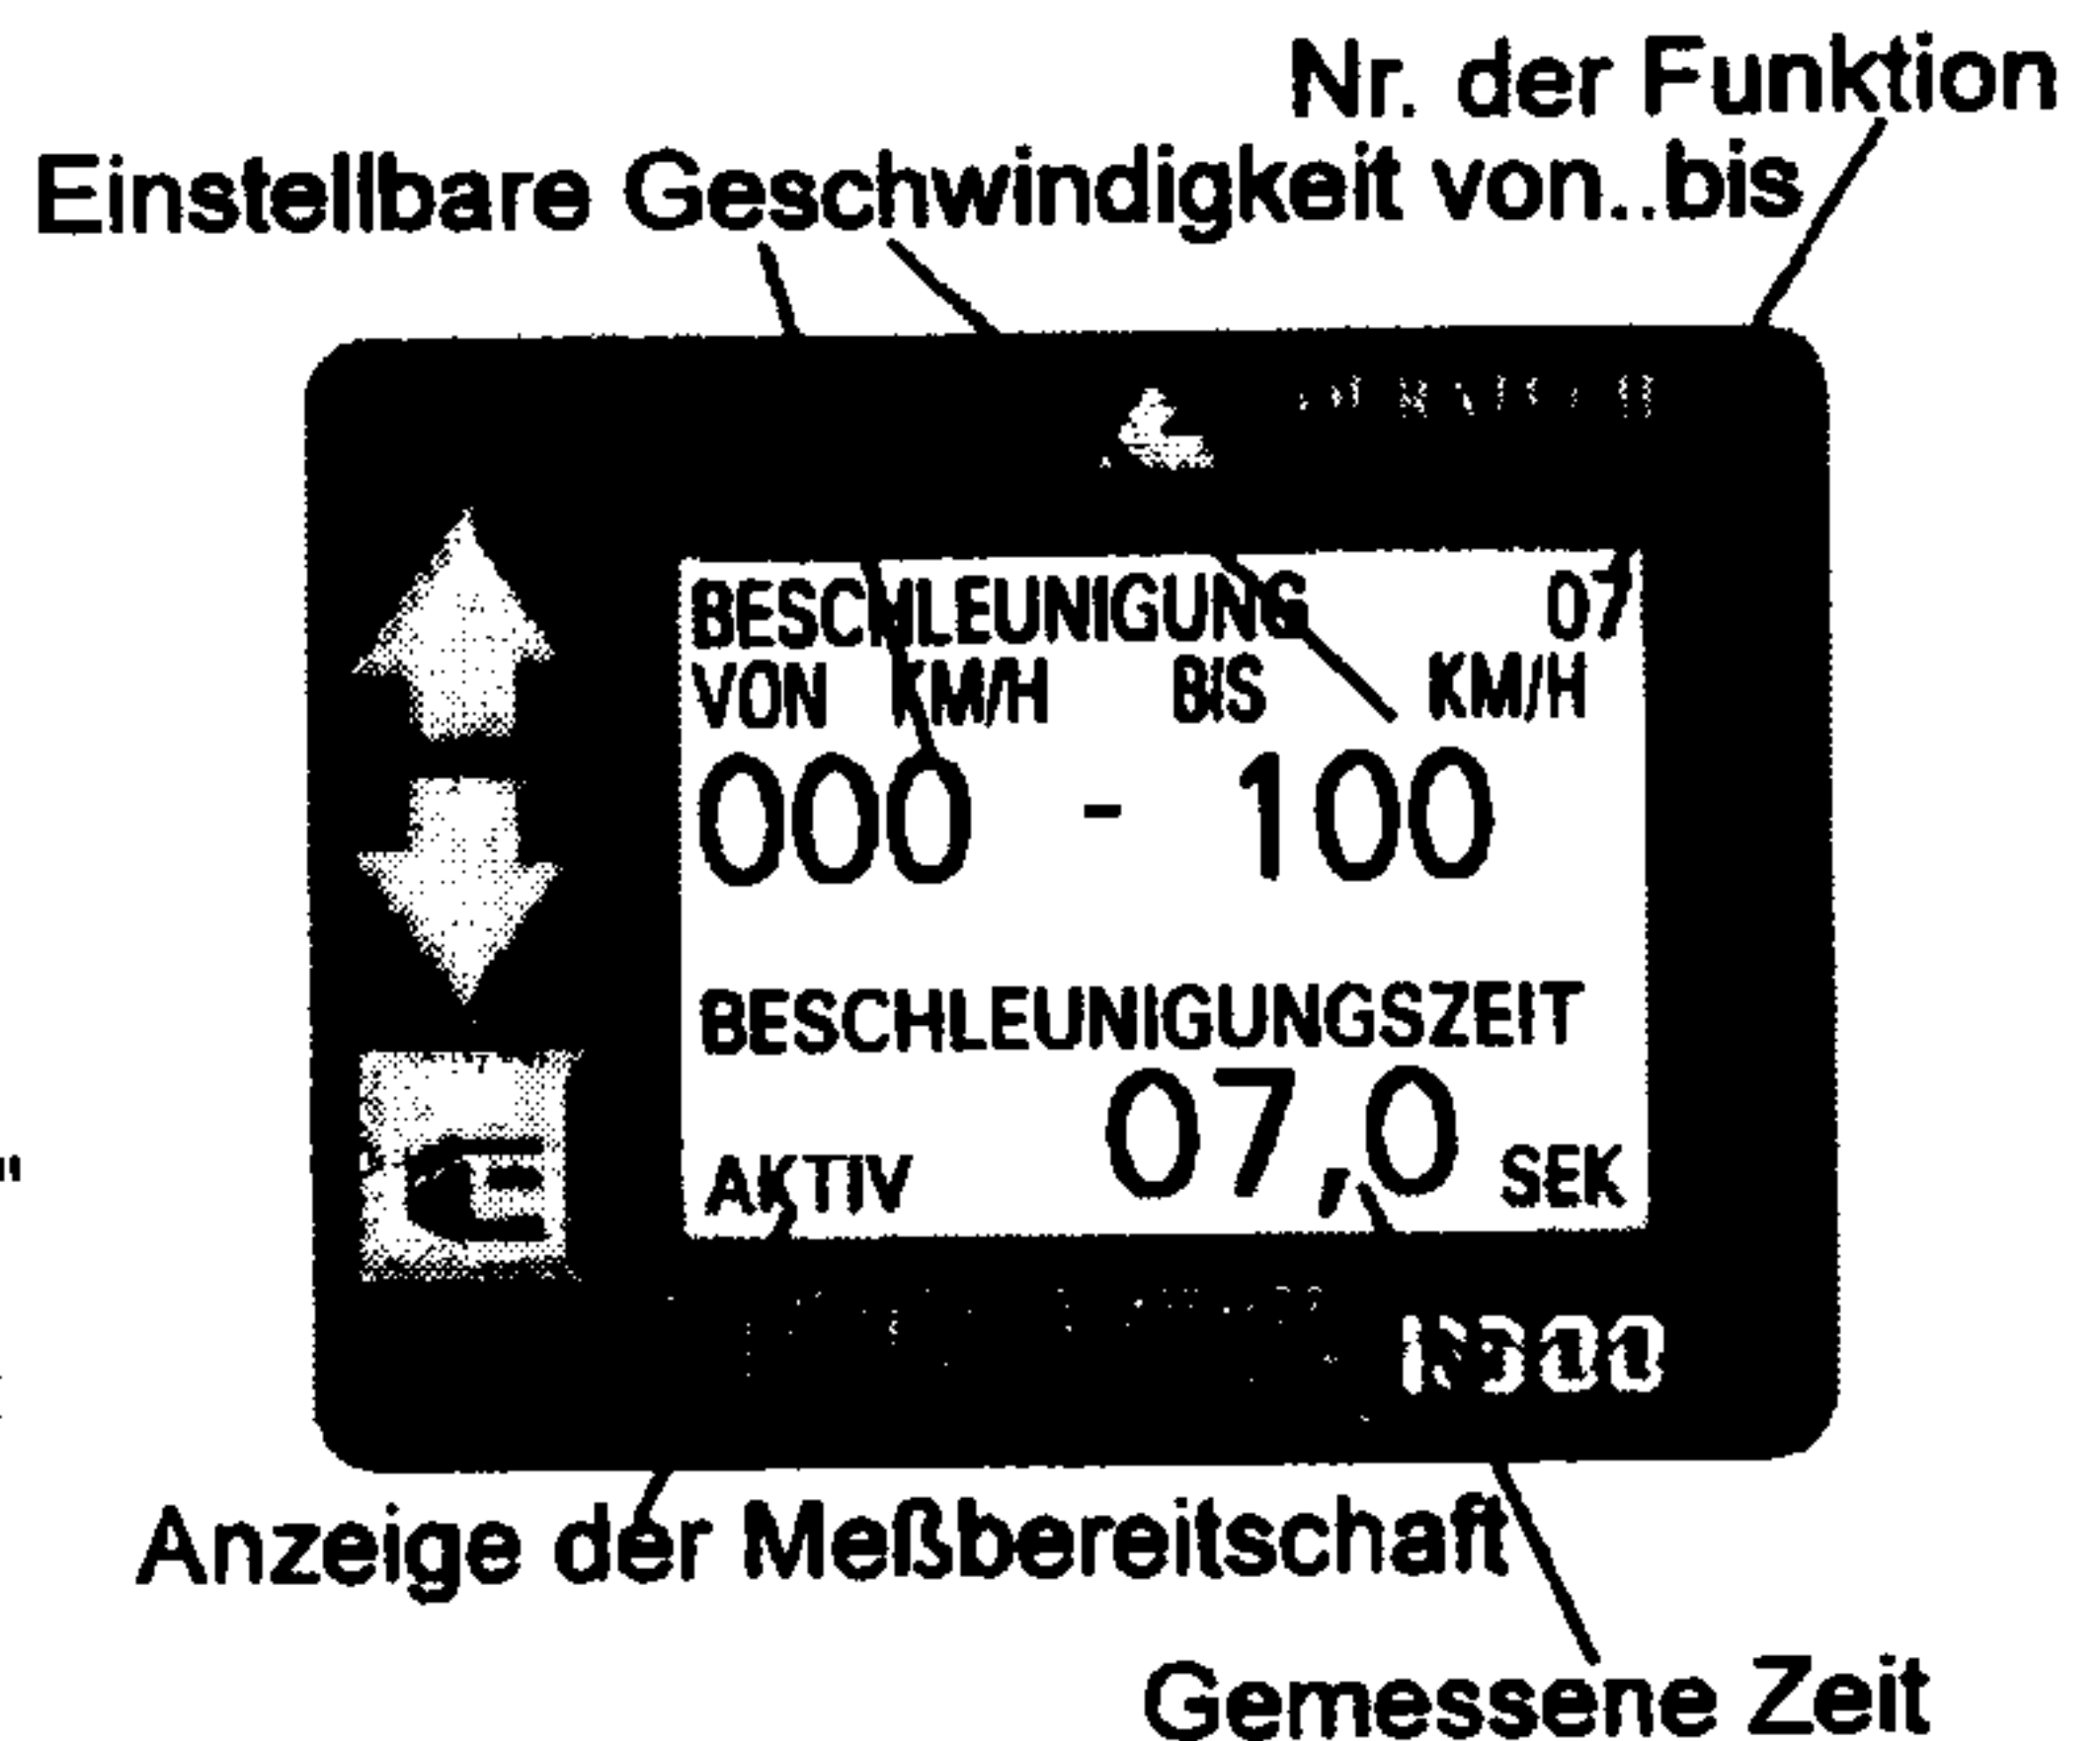 Nr. der Funktion
Einstellbare Geschwindigkeit von..bis
BESCHLEUNIGUNG 07
VON KM/H BIS KM/H
000 - 100
BESCHLEUNIGUNGSZEIT
AKTIV 07,0 SEK
Anzeige der Meßbereitschaft
Gemessene Zeit